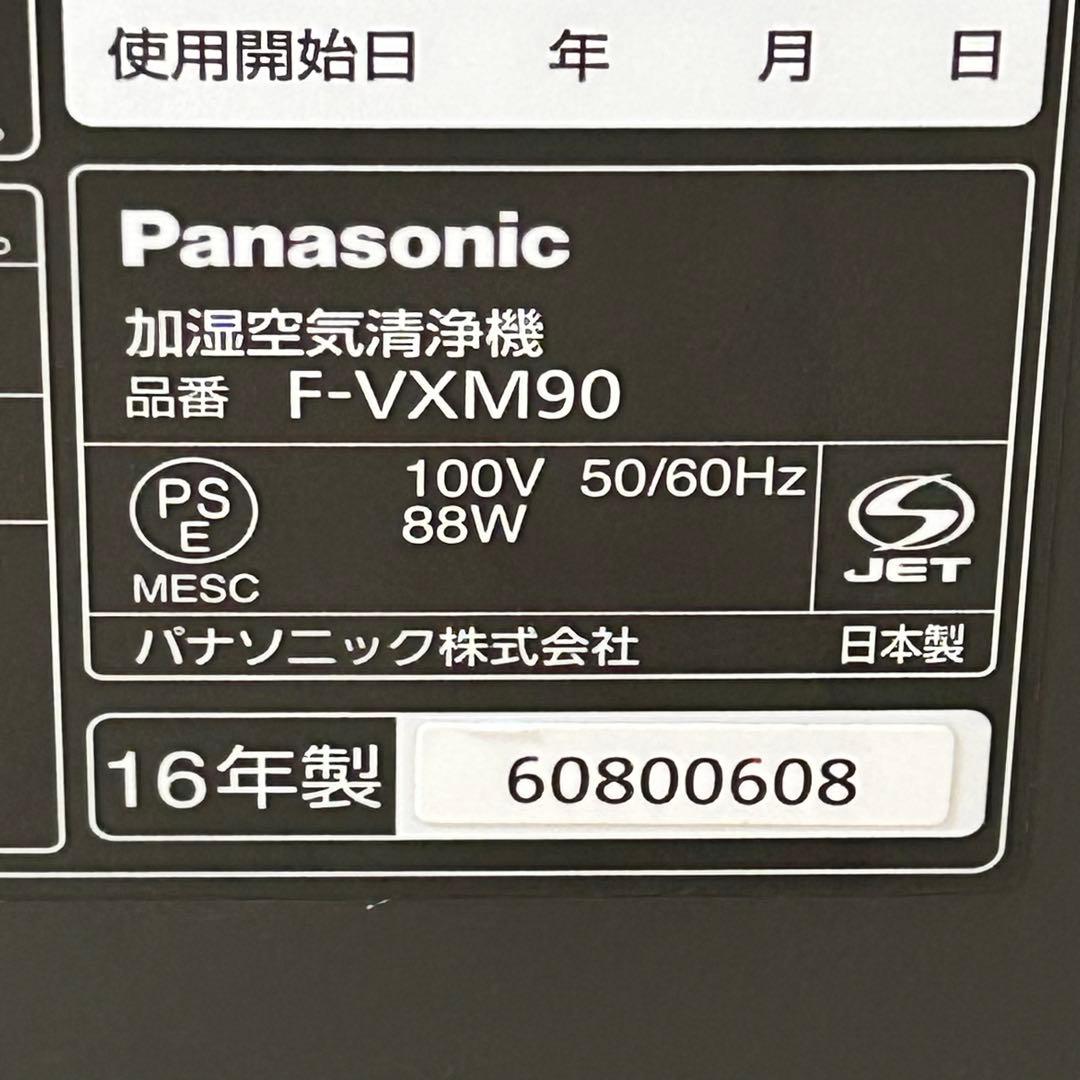 使用開始日 年 月 日
Panasonic
加湿空気清浄機
品番 F-VXM90
PS
E
MESC
100V 50/60Hz
88W
JET
パナソニック株式会社 日本製
16年製 60800608